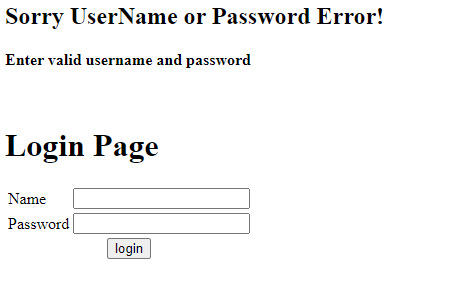 Sorry UserName or Password Error!
Enter valid username and password
Login Page
Name
Password
login